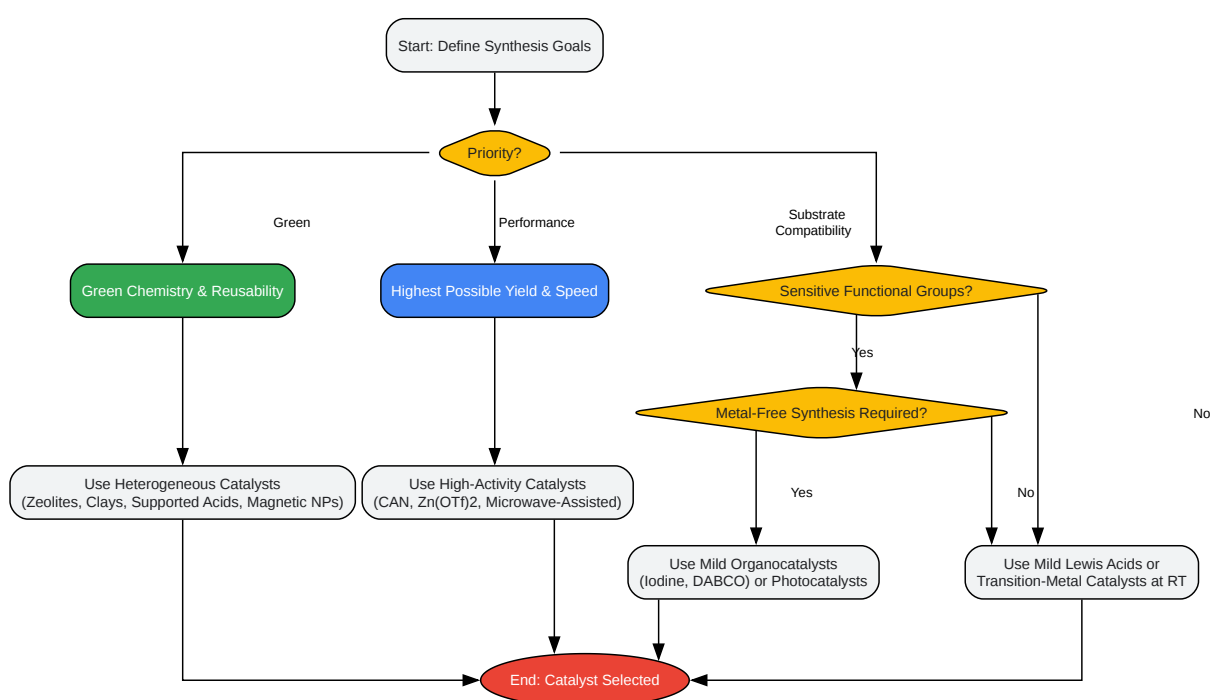 Start: Define Synthesis Goals
Priority?
Green
Performance
Substrate
Compatibility
Green Chemistry & Reusability
Highest Possible Yield & Speed
Sensitive Functional Groups?
Yes
Metal-Free Synthesis Required?
No
Use Heterogeneous Catalysts
(Zeolites, Clays, Supported Acids, Magnetic NPs)
Use High-Activity Catalysts
(CAN, Zn(OTf)2, Microwave-Assisted)
Yes
No
Use Mild Organocatalysts
(Iodine, DABCO) or Photocatalysts
Use Mild Lewis Acids or
Transition-Metal Catalysts at RT
End: Catalyst Selected